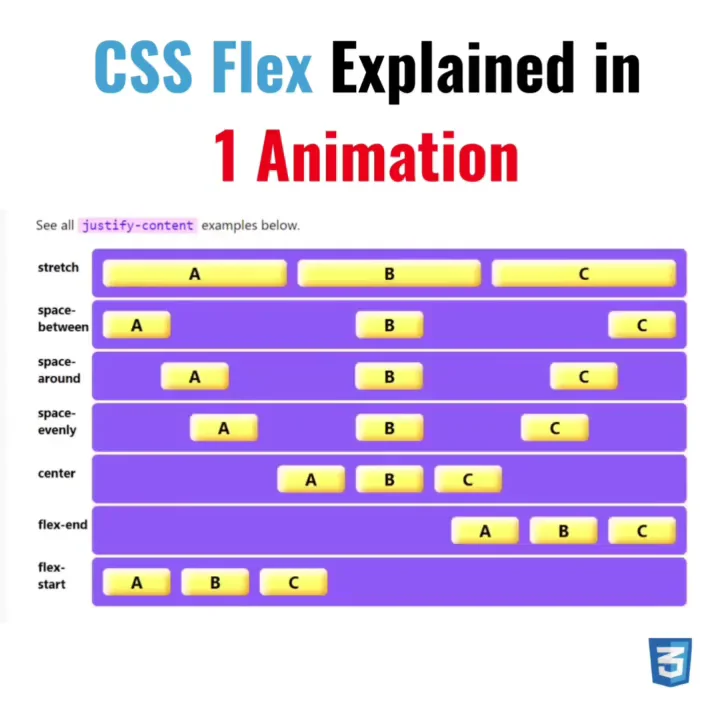 CSS Flex Explained in
1 Animation
See all justify-content examples below.
stretch
A B C
space-
between
A B C
space-
around
A B C
space-
evenly
A B C
center
A B C
flex-end
A B C
flex-
start
A B C
3